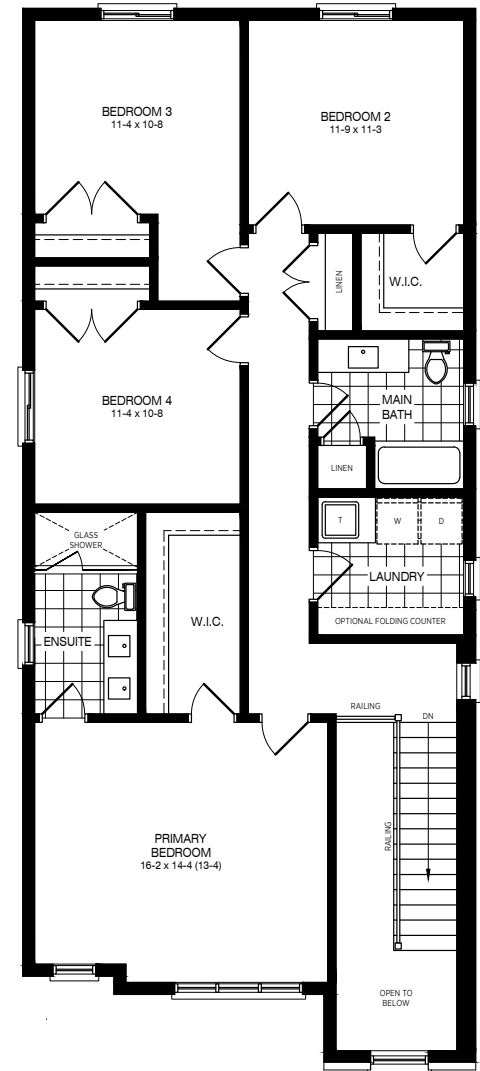 BEDROOM 3
11-4 x 10-8
BEDROOM 2
11-9 x 11-3
LINEN
W.I.C.
BEDROOM 4
11-4 x 10-8
MAIN
BATH
LINEN
T
W
D
LAUNDRY
OPTIONAL FOLDING COUNTER
GLASS
SHOWER
ENSUITE
W.I.C.
RAILING
DN
RAILING
PRIMARY
BEDROOM
16-2 x 14-4 (13-4)
OPEN TO
BELOW